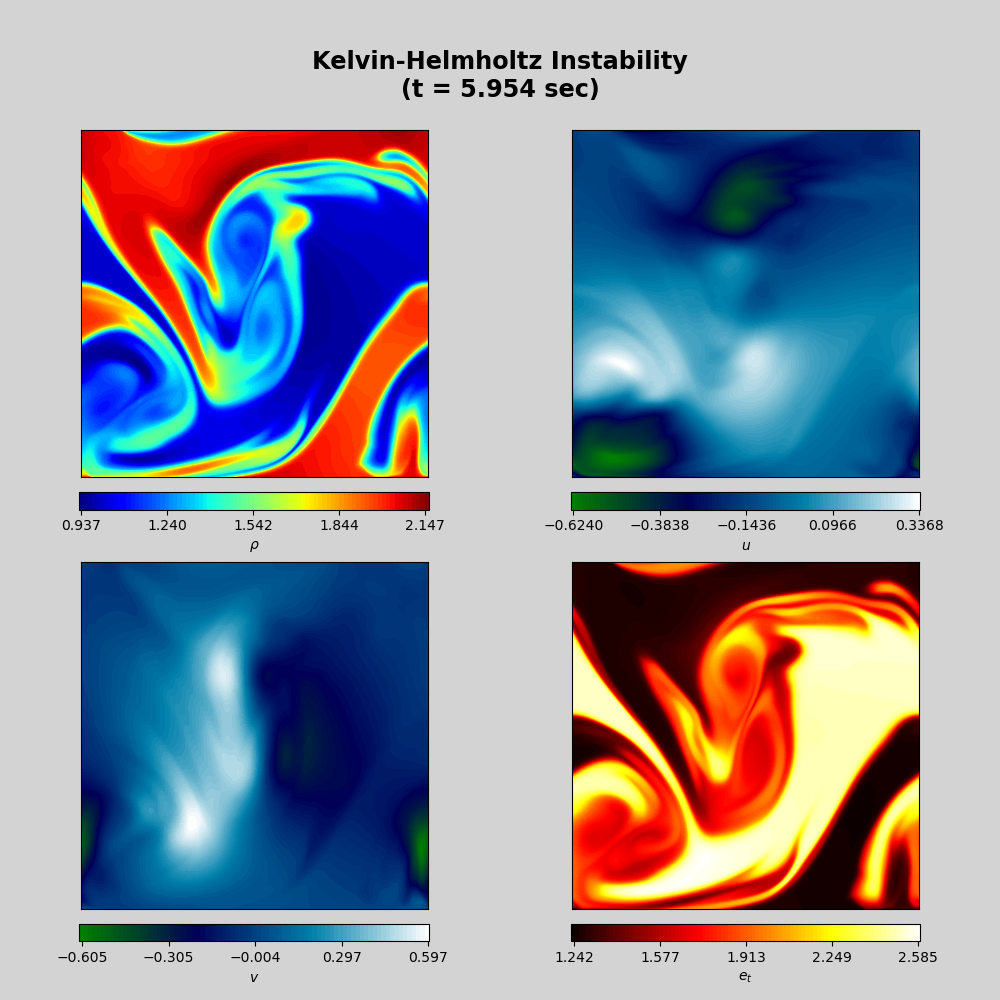 Kelvin-Helmholtz Instability
(t = 5.954 sec)
0.937 1.240 1.542 1.844 2.147
ρ
−0.6240 −0.3838 −0.1436 0.0966 0.3368
u
−0.605 −0.305 −0.004 0.297 0.597
v
1.242 1.577 1.913 2.249 2.585
e_t